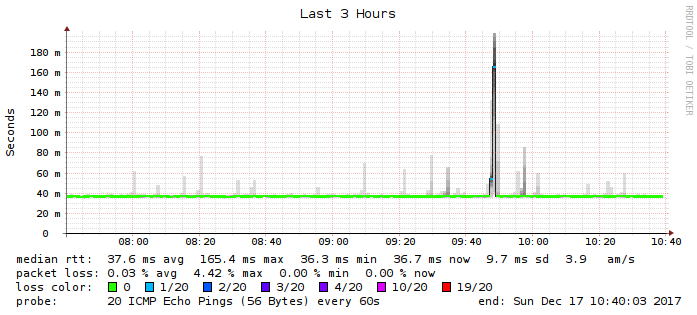 Last 3 Hours
RRDTOOL / TOBI OETIKER
Seconds
180 m
160 m
140 m
120 m
100 m
80 m
60 m
40 m
20 m
0
08:00 08:20 08:40 09:00 09:20 09:40 10:00 10:20 10:40
median rtt: 37.6 ms avg 165.4 ms max 36.3 ms min 36.7 ms now 9.7 ms sd 3.9 am/s
packet loss: 0.03 % avg 4.42 % max 0.00 % min 0.00 % now
loss color: 0 1/20 2/20 3/20 4/20 10/20 19/20
probe: 20 ICMP Echo Pings (56 Bytes) every 60s end: Sun Dec 17 10:40:03 2017